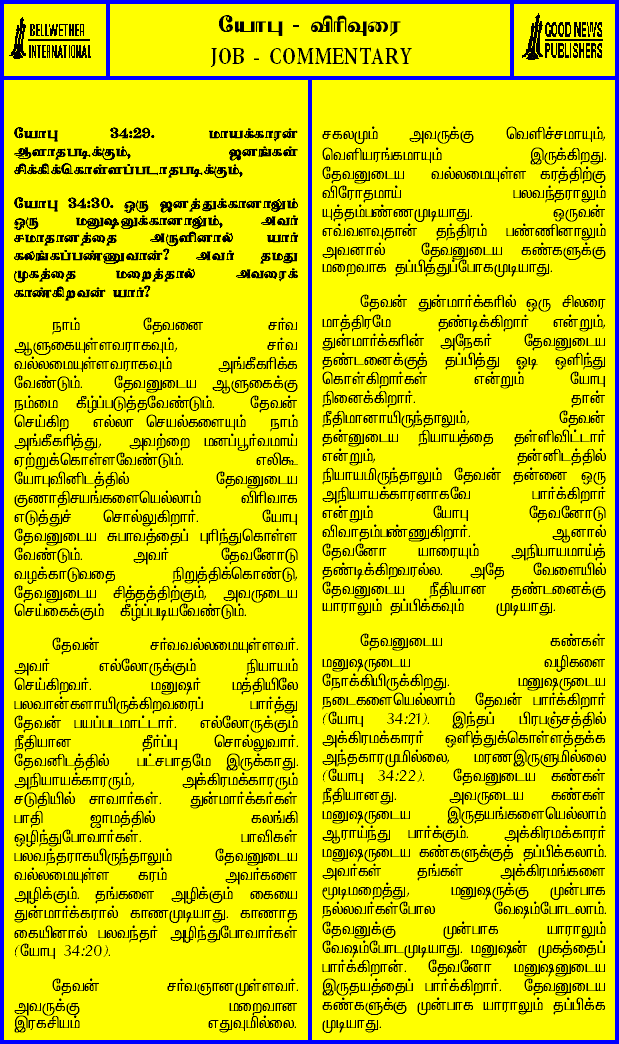 BELLWETHER
INTERNATIONAL
யோபு - விரிவுரை
JOB - COMMENTARY
GOOD NEWS
PUBLISHERS
யோபு 34:29. மாயக்காரன்
ஆளாதபடிக்கும், ஜனங்கள்
சிக்கிக்கொள்ளப்படாதபடிக்கும்,
யோபு 34:30. ஒரு ஜனத்துக்கானாலும்
ஒரு மனுஷனுக்கானாலும், அவர்
சமாதானத்தை அருளினால் யார்
கலங்கப்பண்ணுவான்? அவர் தமது
முகத்தை மறைத்தால் அவரைக்
காண்கிறவன் யார்?
நாம் தேவனை சர்வ
ஆளுகையுள்ளவராகவும், சர்வ
வல்லமையுள்ளவராகவும் அங்கீகரிக்க
வேண்டும். தேவனுடைய ஆளுகைக்கு
நம்மை கீழ்ப்படுத்தவேண்டும். தேவன்
செய்கிற எல்லா செயல்களையும் நாம்
அங்கீகரித்து, அவற்றை மனப்பூர்வமாய்
ஏற்றுக்கொள்ளவேண்டும். எலிகூ
யோபுவினிடத்தில் தேவனுடைய
குணாதிசயங்களையெல்லாம் விரிவாக
எடுத்துச் சொல்லுகிறார். யோபு
தேவனுடைய சுபாவத்தைப் புரிந்துகொள்ள
வேண்டும். அவர் தேவனோடு
வழக்காடுவதை நிறுத்திக்கொண்டு,
தேவனுடைய சித்தத்திற்கும், அவருடைய
செய்கைக்கும் கீழ்ப்படியவேண்டும்.
தேவன் சர்வவல்லமையுள்ளவர்.
அவர் எல்லோருக்கும் நியாயம்
செய்கிறவர். மனுஷர் மத்தியிலே
பலவான்களாயிருக்கிறவரைப் பார்த்து
தேவன் பயப்படமாட்டார். எல்லோருக்கும்
நீதியான தீர்ப்பு சொல்லுவார்.
தேவனிடத்தில் பட்சபாதமே இருக்காது.
அநியாயக்காரரும், அக்கிரமக்காரரும்
சடுதியில் சாவார்கள். துன்மார்க்கர்கள்
பாதி ஜாமத்தில் கலங்கி
ஒழிந்துபோவார்கள். பாவிகள்
பலவந்தராகயிருந்தாலும் தேவனுடைய
வல்லமையுள்ள கரம் அவர்களை
அழிக்கும். தங்களை அழிக்கும் கையை
துன்மார்க்கரால் காணமுடியாது. காணாத
கையினால் பலவந்தர் அழிந்துபோவார்கள்
(யோபு 34:20).
தேவன் சர்வஞானமுள்ளவர்.
அவருக்கு மறைவான
இரகசியம் எதுவுமில்லை.
சகலமும் அவருக்கு வெளிச்சமாயும்,
வெளியரங்கமாயும் இருக்கிறது.
தேவனுடைய வல்லமையுள்ள கரத்திற்கு
விரோதமாய் பலவந்தராலும்
யுத்தம்பண்ணமுடியாது. ஒருவன்
எவ்வளவுதான் தந்திரம் பண்ணினாலும்
அவனால் தேவனுடைய கண்களுக்கு
மறைவாக தப்பித்துப்போகமுடியாது.
தேவன் துன்மார்க்கரில் ஒரு சிலரை
மாத்திரமே தண்டிக்கிறார் என்றும்,
துன்மார்க்கரின் அநேகர் தேவனுடைய
தண்டனைக்குத் தப்பித்து ஓடி ஒளிந்து
கொள்கிறார்கள் என்றும் யோபு
நினைக்கிறார். தான்
நீதிமானாயிருந்தாலும், தேவன்
தன்னுடைய நியாயத்தை தள்ளிவிட்டார்
என்றும், தன்னிடத்தில்
நியாயமிருந்தாலும் தேவன் தன்னை ஒரு
அநியாயக்காரனாகவே பார்க்கிறார்
என்றும் யோபு தேவனோடு
விவாதம்பண்ணுகிறார். ஆனால்
தேவனோ யாரையும் அநியாயமாய்த்
தண்டிக்கிறவரல்ல. அதே வேளையில்
தேவனுடைய நீதியான தண்டனைக்கு
யாராலும் தப்பிக்கவும் முடியாது.
தேவனுடைய கண்கள்
மனுஷருடைய வழிகளை
நோக்கியிருக்கிறது. மனுஷருடைய
நடைகளையெல்லாம் தேவன் பார்க்கிறார்
(யோபு 34:21). இந்தப் பிரபஞ்சத்தில்
அக்கிரமக்காரர் ஒளித்துக்கொள்ளத்தக்க
அந்தகாரமுமில்லை, மரணஇருளுமில்லை
(யோபு 34:22). தேவனுடைய கண்கள்
நீதியானது. அவருடைய கண்கள்
மனுஷருடைய இருதயங்களையெல்லாம்
ஆராய்ந்து பார்க்கும். அக்கிரமக்காரர்
மனுஷருடைய கண்களுக்குத் தப்பிக்கலாம்.
அவர்கள் தங்கள் அக்கிரமங்களை
மூடிமறைத்து, மனுஷருக்கு முன்பாக
நல்லவர்கள்போல வேஷம்போடலாம்.
தேவனுக்கு முன்பாக யாராலும்
வேஷம்போடமுடியாது. மனுஷன் முகத்தைப்
பார்க்கிறான். தேவனோ மனுஷனுடைய
இருதயத்தைப் பார்க்கிறார். தேவனுடைய
கண்களுக்கு முன்பாக யாராலும் தப்பிக்க
முடியாது.